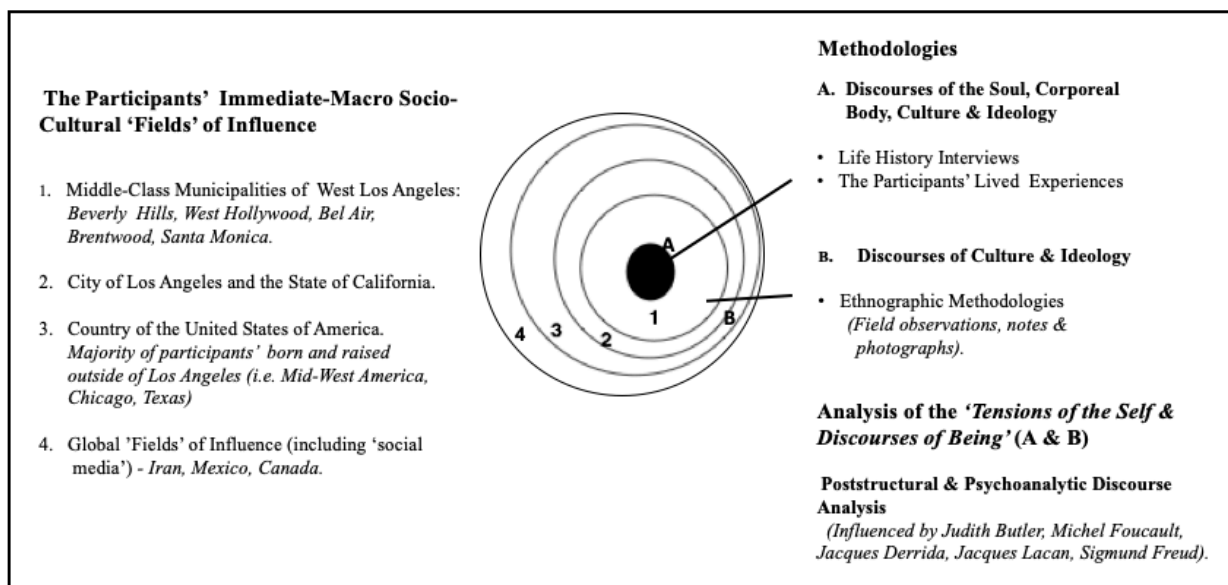 The Participants' Immediate-Macro Socio-
Cultural 'Fields' of Influence
1. Middle-Class Municipalities of West Los Angeles:
Beverly Hills, West Hollywood, Bel Air,
Brentwood, Santa Monica.
2. City of Los Angeles and the State of California.
3. Country of the United States of America.
Majority of participants' born and raised
outside of Los Angeles (i.e. Mid-West America,
Chicago, Texas)
4. Global 'Fields' of Influence (including 'social
media') - Iran, Mexico, Canada.
A
1
B
2
3
4
Methodologies
A. Discourses of the Soul, Corporeal
Body, Culture & Ideology
• Life History Interviews
• The Participants' Lived Experiences
B. Discourses of Culture & Ideology
• Ethnographic Methodologies
(Field observations, notes &
photographs).
Analysis of the 'Tensions of the Self &
Discourses of Being' (A & B)
Poststructural & Psychoanalytic Discourse
Analysis
(Influenced by Judith Butler, Michel Foucault,
Jacques Derrida, Jacques Lacan, Sigmund Freud).